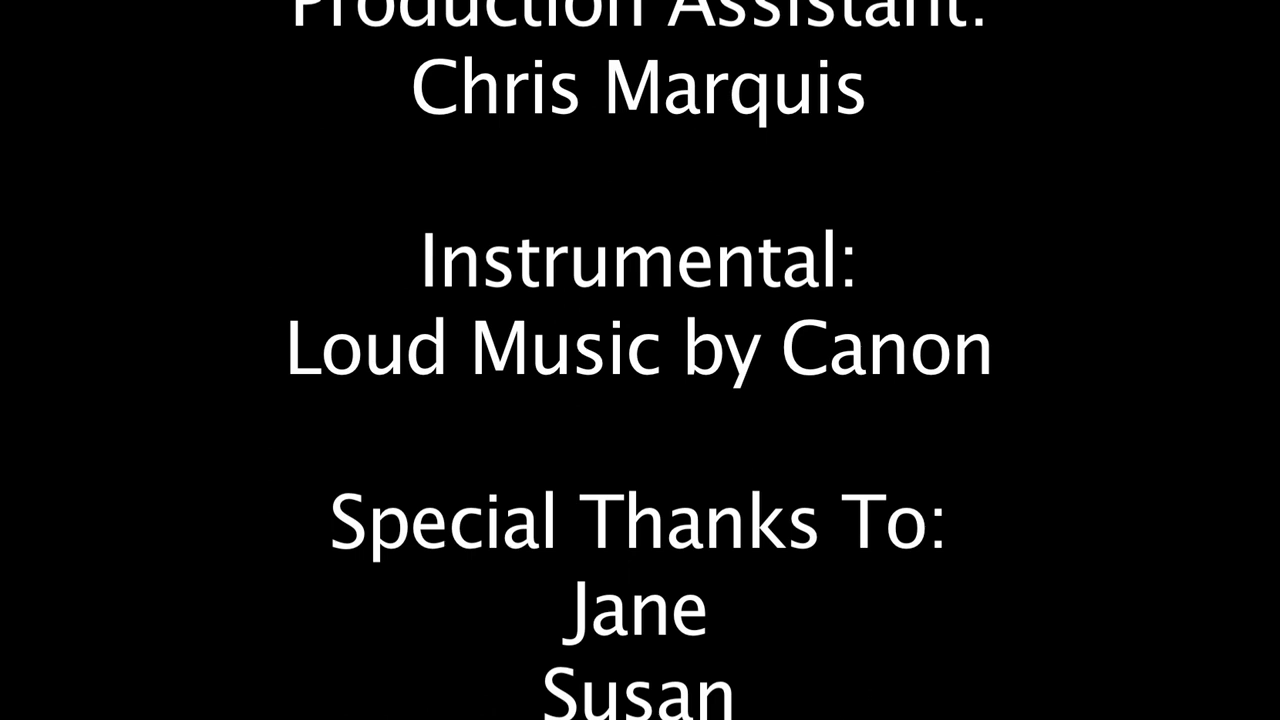 Production Assistant:
Chris Marquis
Instrumental:
Loud Music by Canon
Special Thanks To:
Jane
Susan